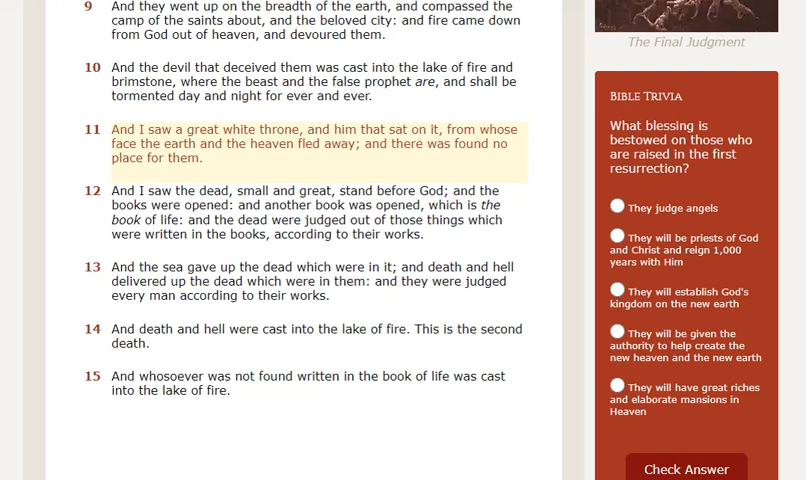 9 And they went up on the breadth of the earth, and compassed the
camp of the saints about, and the beloved city: and fire came down
from God out of heaven, and devoured them.
10 And the devil that deceived them was cast into the lake of fire and
brimstone, where the beast and the false prophet are, and shall be
tormented day and night for ever and ever.
11 And I saw a great white throne, and him that sat on it, from whose
face the earth and the heaven fled away; and there was found no
place for them.
12 And I saw the dead, small and great, stand before God; and the
books were opened: and another book was opened, which is the
book of life: and the dead were judged out of those things which
were written in the books, according to their works.
13 And the sea gave up the dead which were in it; and death and hell
delivered up the dead which were in them: and they were judged
every man according to their works.
14 And death and hell were cast into the lake of fire. This is the second
death.
15 And whosoever was not found written in the book of life was cast
into the lake of fire.
The Final Judgment
Bible Trivia
What blessing is
bestowed on those who
are raised in the first
resurrection?
They judge angels
They will be priests of God
and Christ and reign 1,000
years with Him
They will establish God's
kingdom on the new earth
They will be given the
authority to help create the
new heaven and the new earth
They will have great riches
and elaborate mansions in
Heaven
Check Answer